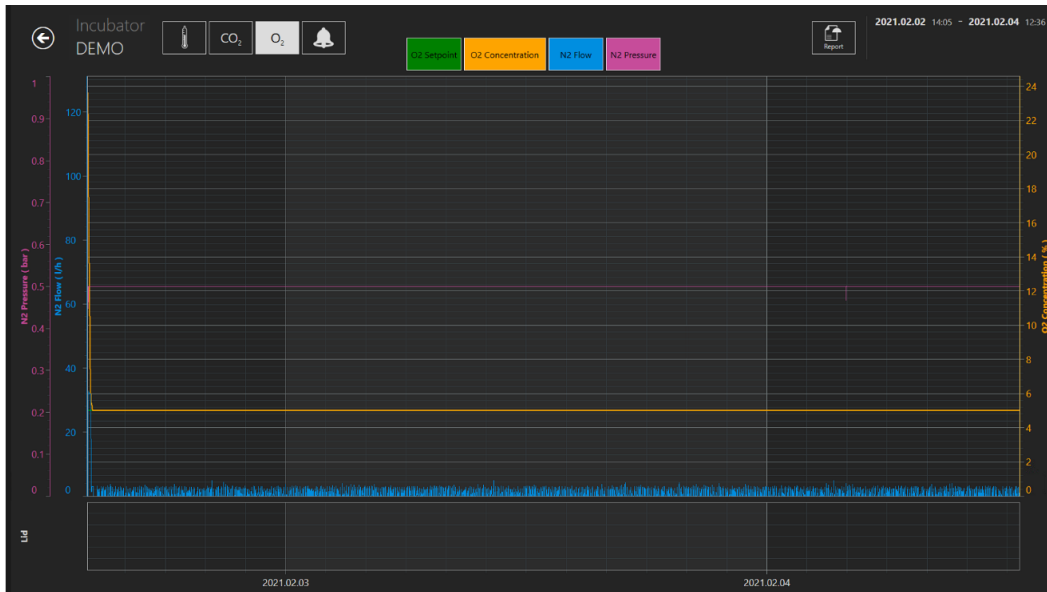 Incubator
DEMO
CO2
O2
O2 Setpoint
O2 Concentration
N2 Flow
N2 Pressure
Report
2021.02.02 14:05 - 2021.02.04 12:36
N2 Pressure ( bar )
1
0.9
0.8
0.7
0.6
0.5
0.4
0.3
0.2
0.1
0
N2 Flow ( l/h )
120
100
80
60
40
20
0
24
22
20
18
16
14
12
10
8
6
4
2
0
O2 Concentration ( % )
Lid
2021.02.03
2021.02.04